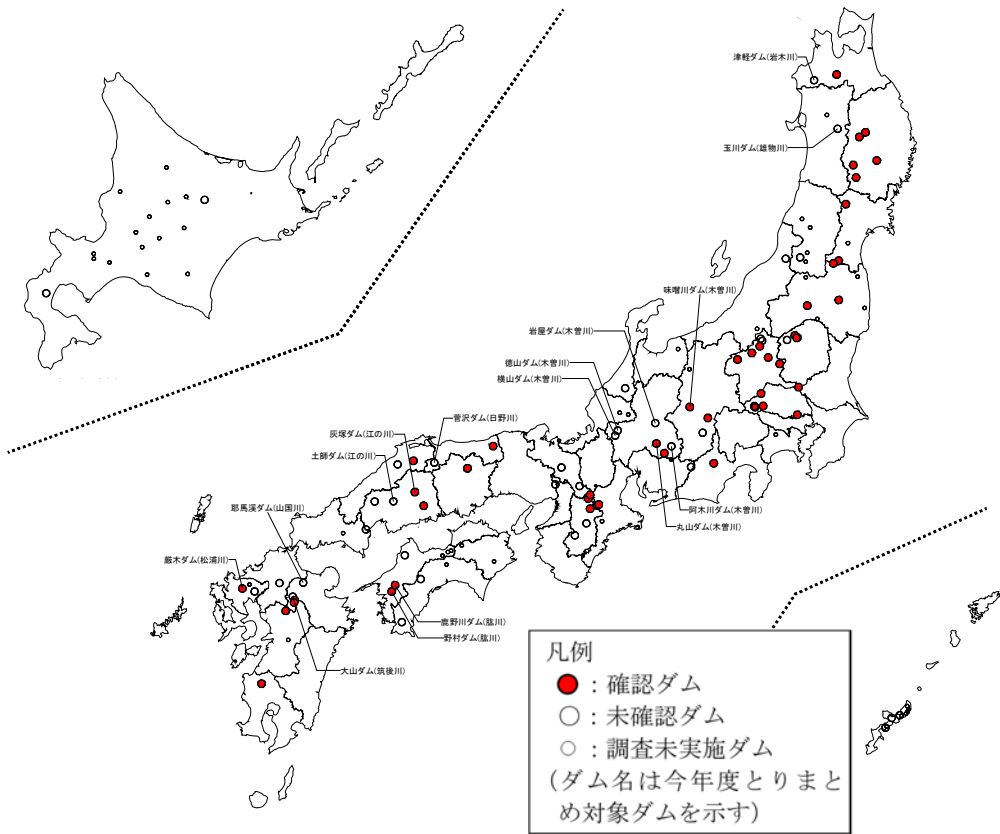 津軽ダム(岩木川)
玉川ダム(雄物川)
味噌川ダム(木曽川)
岩屋ダム(木曽川)
徳山ダム(木曽川)
横山ダム(木曽川)
菅沢ダム(日野川)
灰塚ダム(江の川)
土師ダム(江の川)
耶馬溪ダム(山国川)
厳木ダム(松浦川)
阿木川ダム(木曽川)
丸山ダム(木曽川)
鹿野川ダム(肱川)
野村ダム(肱川)
大山ダム(筑後川)
凡例
：確認ダム
：未確認ダム
：調査未実施ダム
(ダム名は今年度とりまと
め対象ダムを示す)